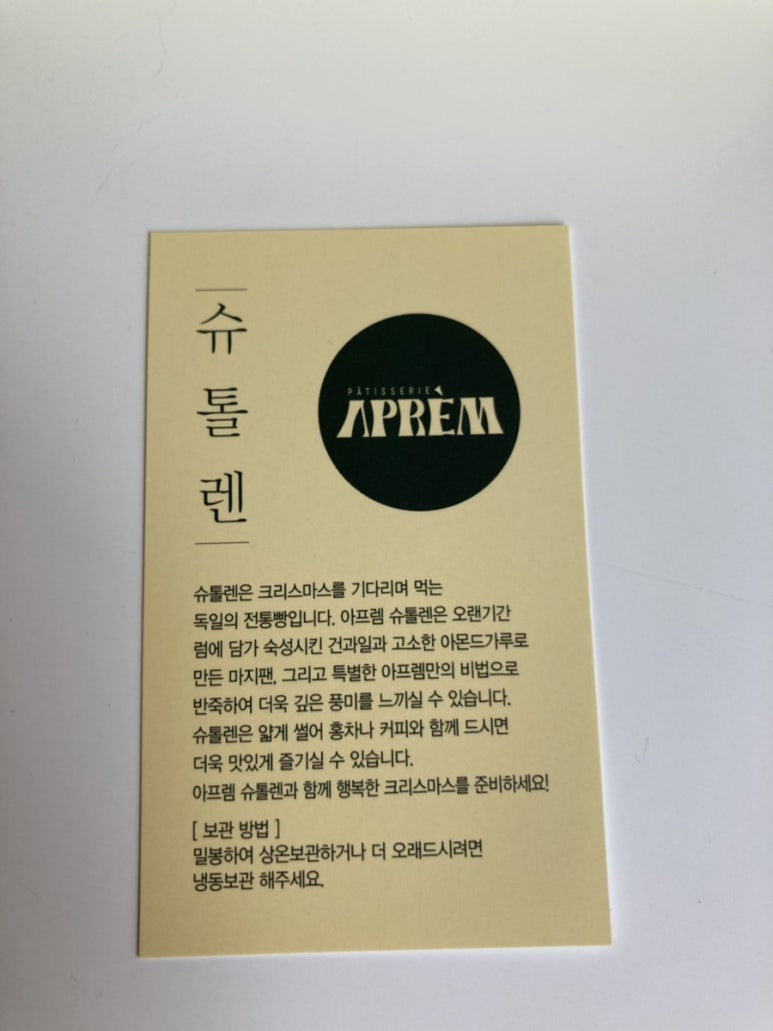 슈톨렌
PÂTISSERIE
APRÈM
슈톨렌은 크리스마스를 기다리며 먹는
독일의 전통빵입니다. 아프렘 슈톨렌은 오랜기간
럼에 담가 숙성시킨 건과일과 고소한 아몬드가루로
만든 마지팬, 그리고 특별한 아프렘만의 비법으로
반죽하여 더욱 깊은 풍미를 느끼실 수 있습니다.
슈톨렌은 얇게 썰어 홍차나 커피와 함께 드시면
더욱 맛있게 즐기실 수 있습니다.
아프렘 슈톨렌과 함께 행복한 크리스마스를 준비하세요!
[ 보관 방법 ]
밀봉하여 상온보관하거나 더 오래드시려면
냉동보관 해주세요.